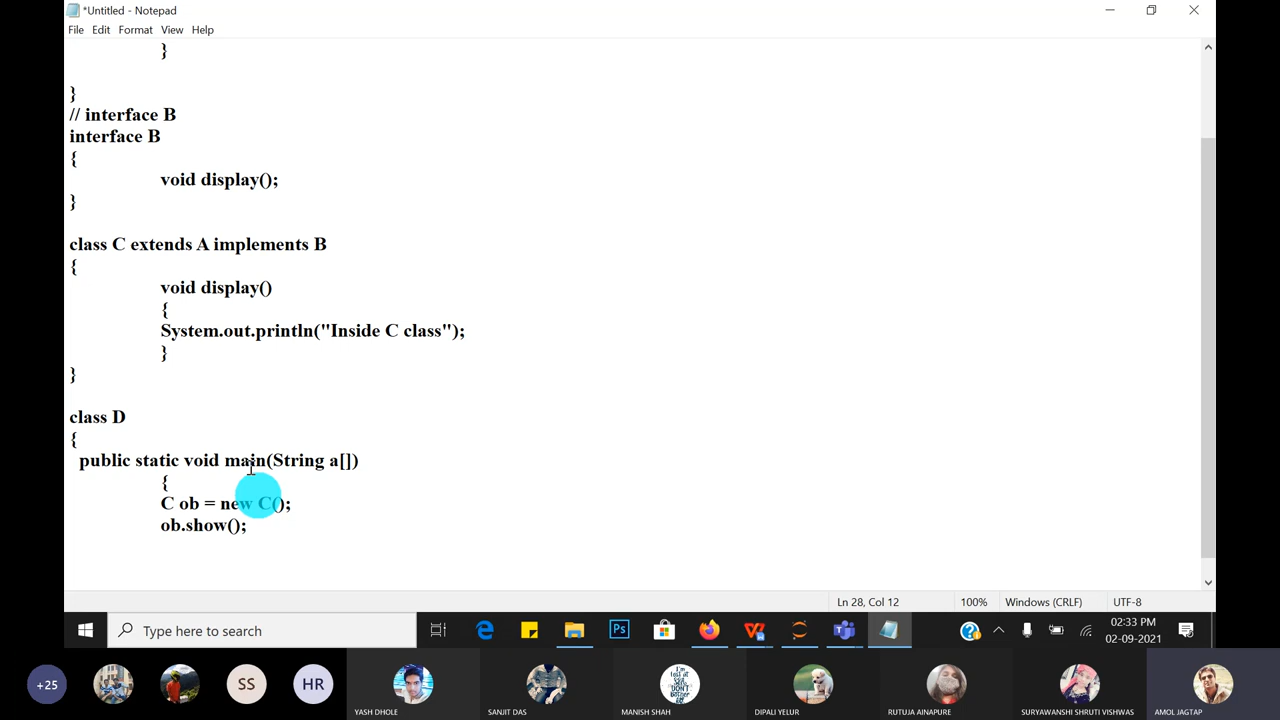 *Untitled - Notepad
File Edit Format View Help
}
}
// interface B
interface B
{
void display();
}
class C extends A implements B
{
void display()
{
System.out.println("Inside C class");
}
}
class D
{
public static void main(String a[])
{
C ob = new C();
ob.show();
Ln 28, Col 12 100% Windows (CRLF) UTF-8
Type here to search
Ps
02:33 PM
02-09-2021
+25 SS HR
YASH DHOLE SANJIT DAS MANISH SHAH DIPALI YELUR RUTUJA AINAPURE SURYAWANSHI SHRUTI VISHWAS AMOL JAGTAP